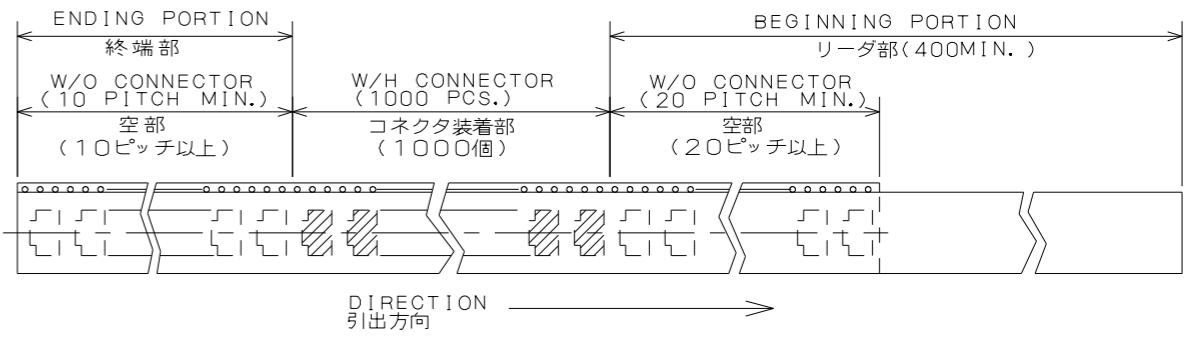 ENDING PORTION
終端部
BEGINNING PORTION
リーダ部(400MIN. )
W/O CONNECTOR
(10 PITCH MIN.)
空部
(10ピッチ以上)
W/H CONNECTOR
(1000 PCS.)
コネクタ装着部
(1000個)
W/O CONNECTOR
(20 PITCH MIN.)
空部
(20ピッチ以上)
DIRECTION
引出方向